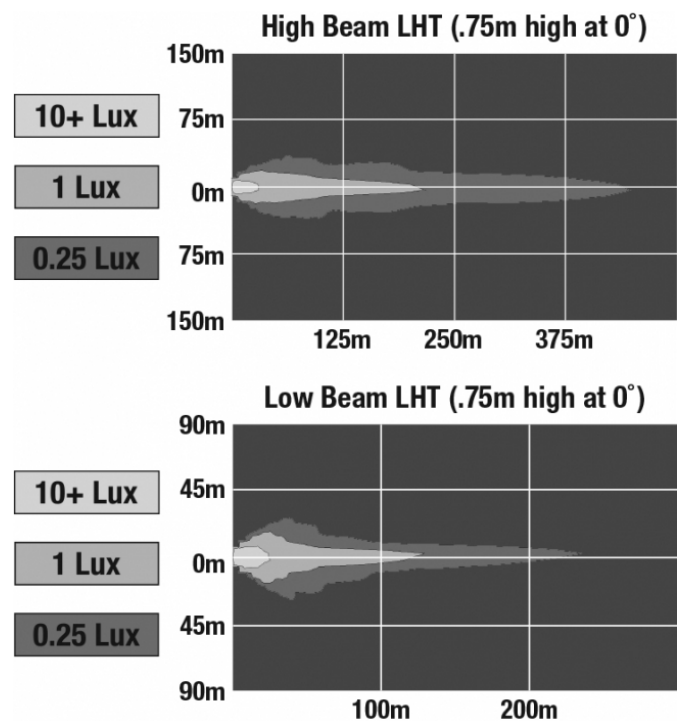 High Beam LHT (.75m high at 0°)
150m
10+ Lux
75m
1 Lux
0m
0.25 Lux
75m
150m
125m 250m 375m
Low Beam LHT (.75m high at 0°)
90m
10+ Lux
45m
1 Lux
0m
0.25 Lux
45m
90m
100m 200m